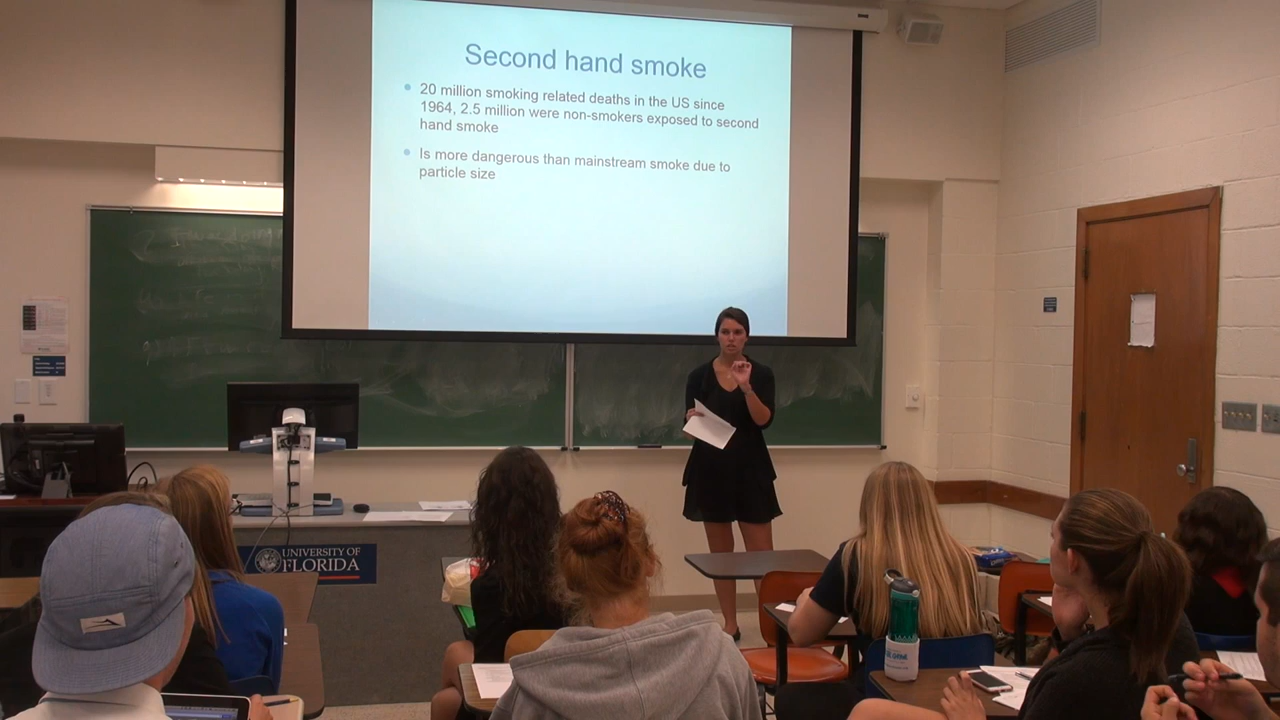 Second hand smoke
20 million smoking related deaths in the US since
1964, 2.5 million were non-smokers exposed to second
hand smoke
Is more dangerous than mainstream smoke due to
particle size
UNIVERSITY OF
FLORIDA